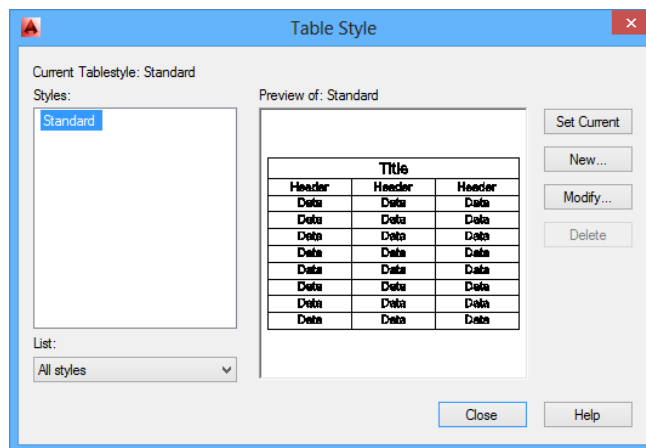 Table Style
Current Tablestyle: Standard
Styles:
Standard
Preview of: Standard
Title
Header Header Header
Data Data Data
Data Data Data
Data Data Data
Data Data Data
Data Data Data
Data Data Data
Data Data Data
Data Data Data
Set Current
New...
Modify...
Delete
List:
All styles
Close
Help